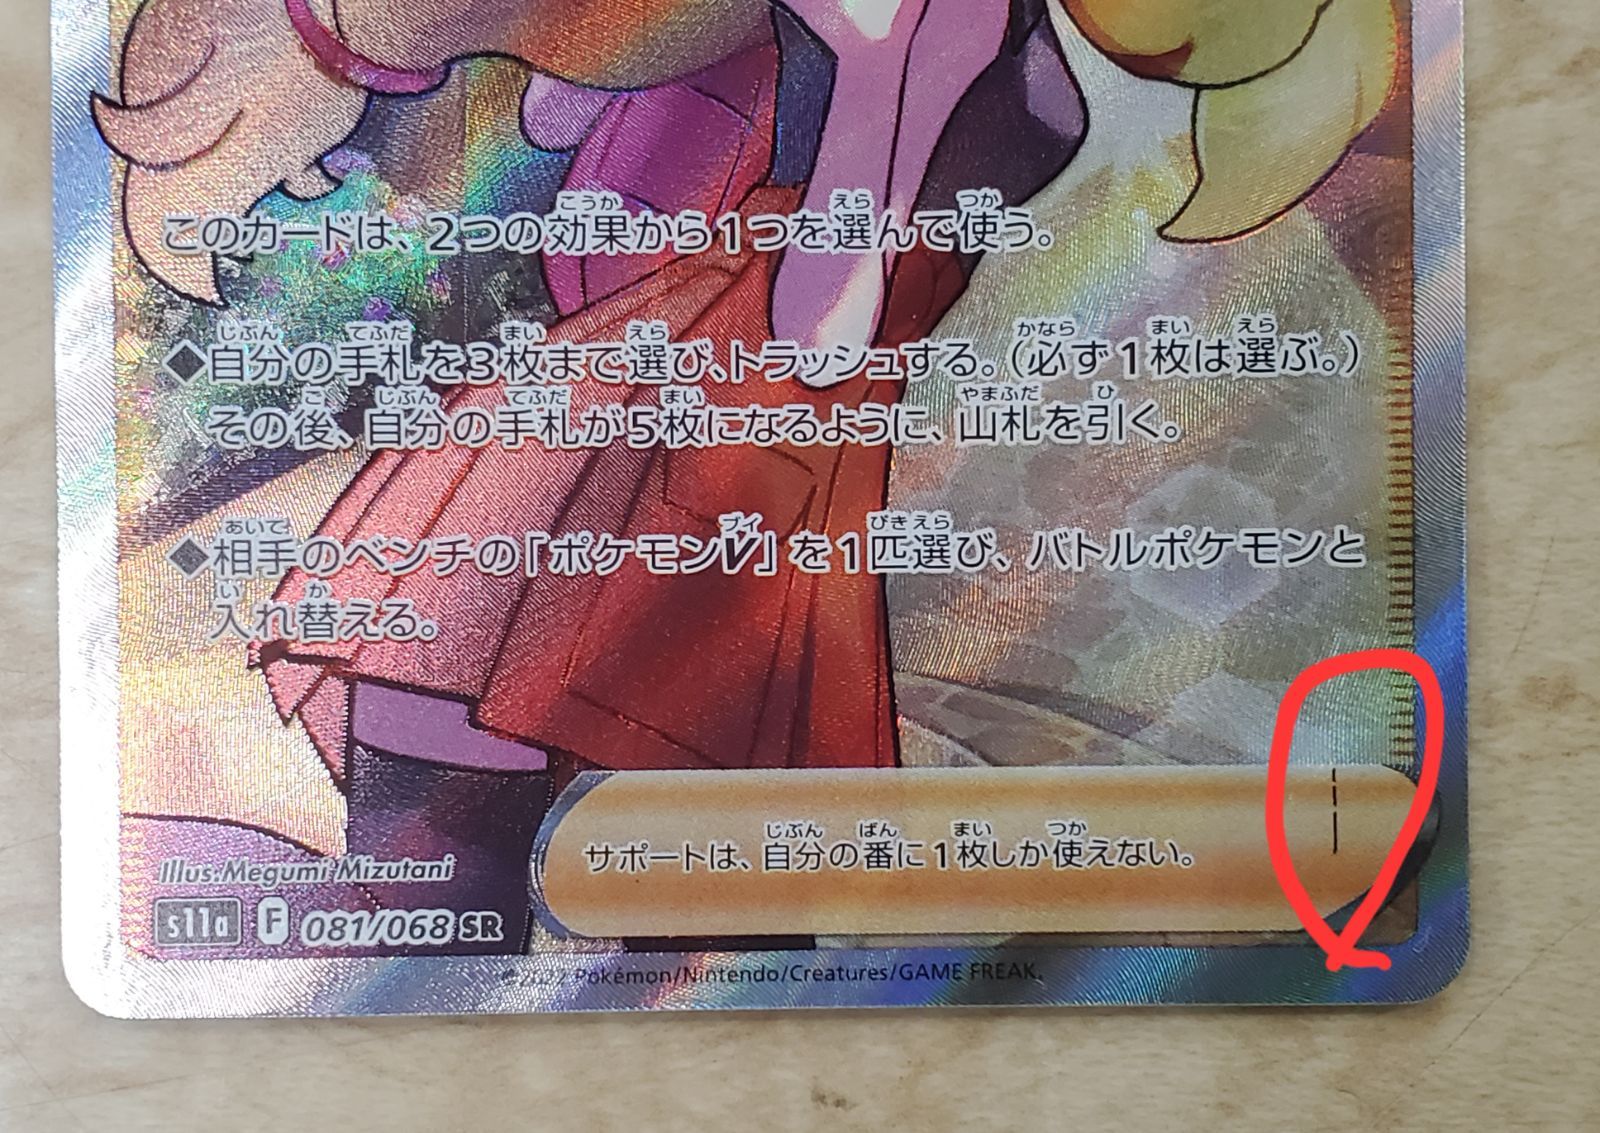 このカードは、2つの効果から1つを選んで使う。
◆自分の手札を3枚まで選び、トラッシュする。(必ず1枚は選ぶ。)
その後、自分の手札が5枚になるように、山札を引く。
◆相手のベンチの「ポケモンV」を1匹選び、バトルポケモンと
入れ替える。
サポートは、自分の番に1枚しか使えない。
Illus.Megumi Mizutani
s11a F 081/068 SR
©2022 Pokémon/Nintendo/Creatures/GAME FREAK.